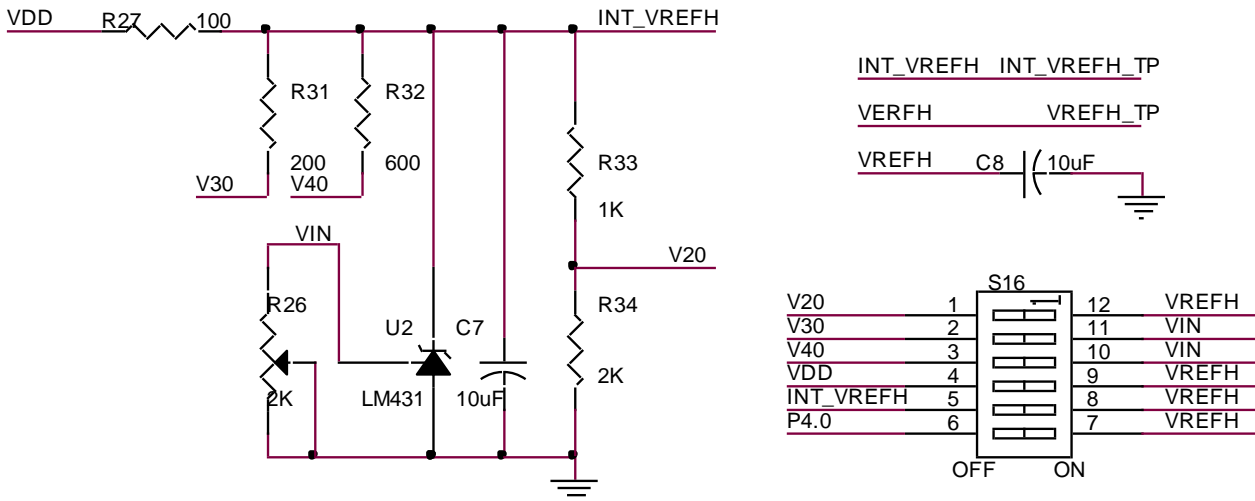 VDD R27 100 INT_VREFH
R31 R32
200 600
V30 V40
R33
1K
VIN
V20
R26
2K
U2 C7
LM431 10uF
R34
2K
INT_VREFH INT_VREFH_TP
VERFH VREFH_TP
VREFH C8 10uF
S16
V20 1 12 VREFH
V30 2 11 VIN
V40 3 10 VIN
VDD 4 9 VREFH
INT_VREFH 5 8 VREFH
P4.0 6 7 VREFH
OFF ON